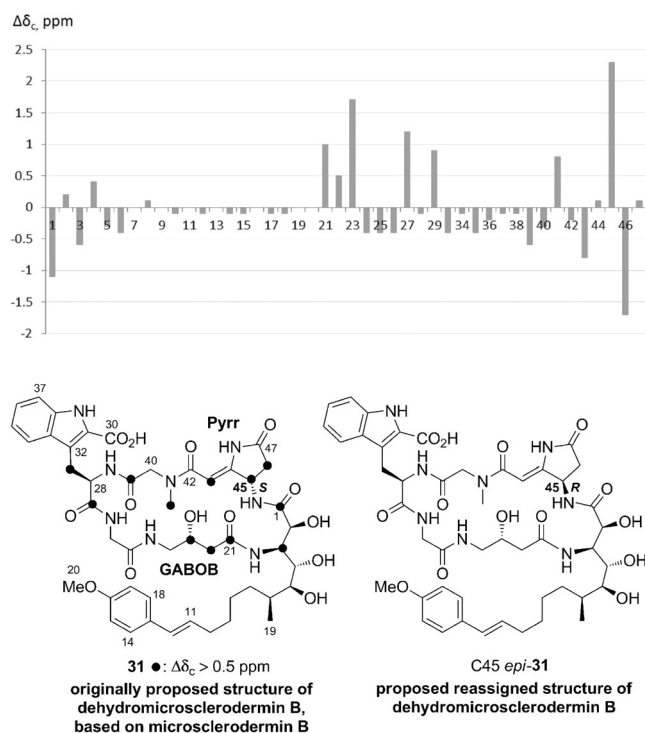 Δδc, ppm
2.5
2
1.5
1
0.5
0
-0.5
-1
-1.5
-2
1 3 5 7 9 11 13 15 17 19 21 23 25 27 29 34 36 38 40 42 44 46
37
NH
30
CO2H
32
Pyrr
O
HN
47
40
O
42
45 S
H
N
28
O
N
O
HN
1
O
NH
OH
O
N
H
21
O
OH
GABOB
NH
OH
OH
20
MeO
18
14
11
19
31 ●: Δδc > 0.5 ppm
originally proposed structure of
dehydromicrosclerodermin B,
based on microsclerodermin B
NH
CO2H
O
HN
O
45 R
H
N
O
N
O
HN
O
NH
OH
O
N
H
O
OH
NH
OH
OH
MeO
C45 epi-31
proposed reassigned structure of
dehydromicrosclerodermin B